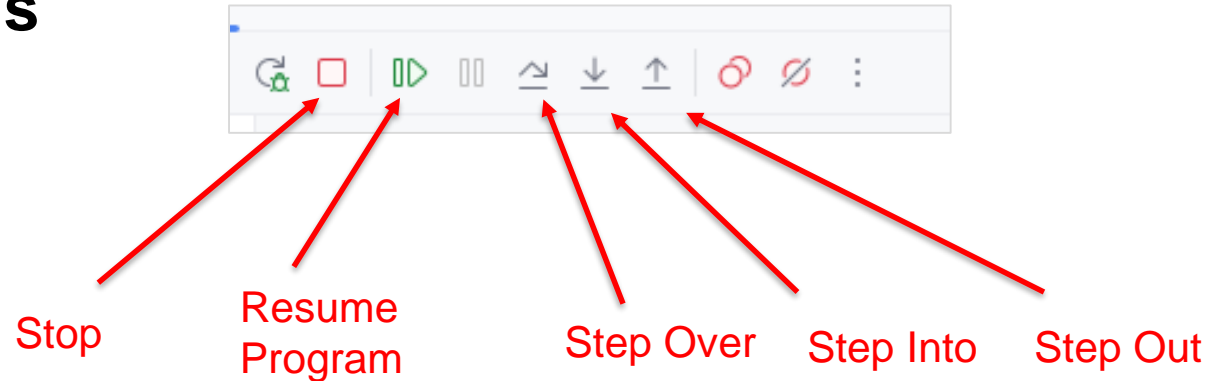 s
Stop
Resume
Program
Step Over
Step Into
Step Out